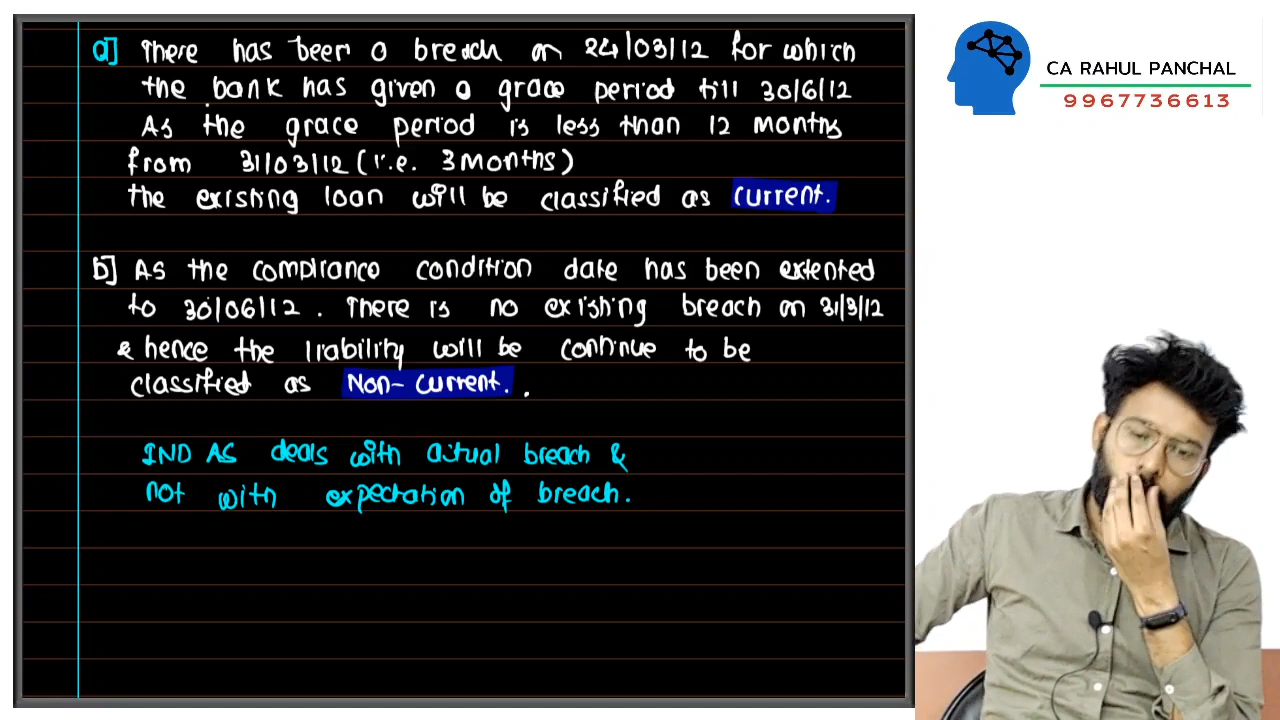 a] There has been a breach on 24/03/12 for which
the bank has given a grace period till 30/6/12
As the grace period is less than 12 months
from 31/03/12 (i.e. 3 months)
the existing loan will be classified as current.
b] As the compliance condition date has been extented
to 30/06/12. There is no existing breach on 31/3/12
& hence the liability will be continue to be
classified as Non-current.
IND AS deals with actual breach &
not with expectation of breach.
CA RAHUL PANCHAL
9967736613